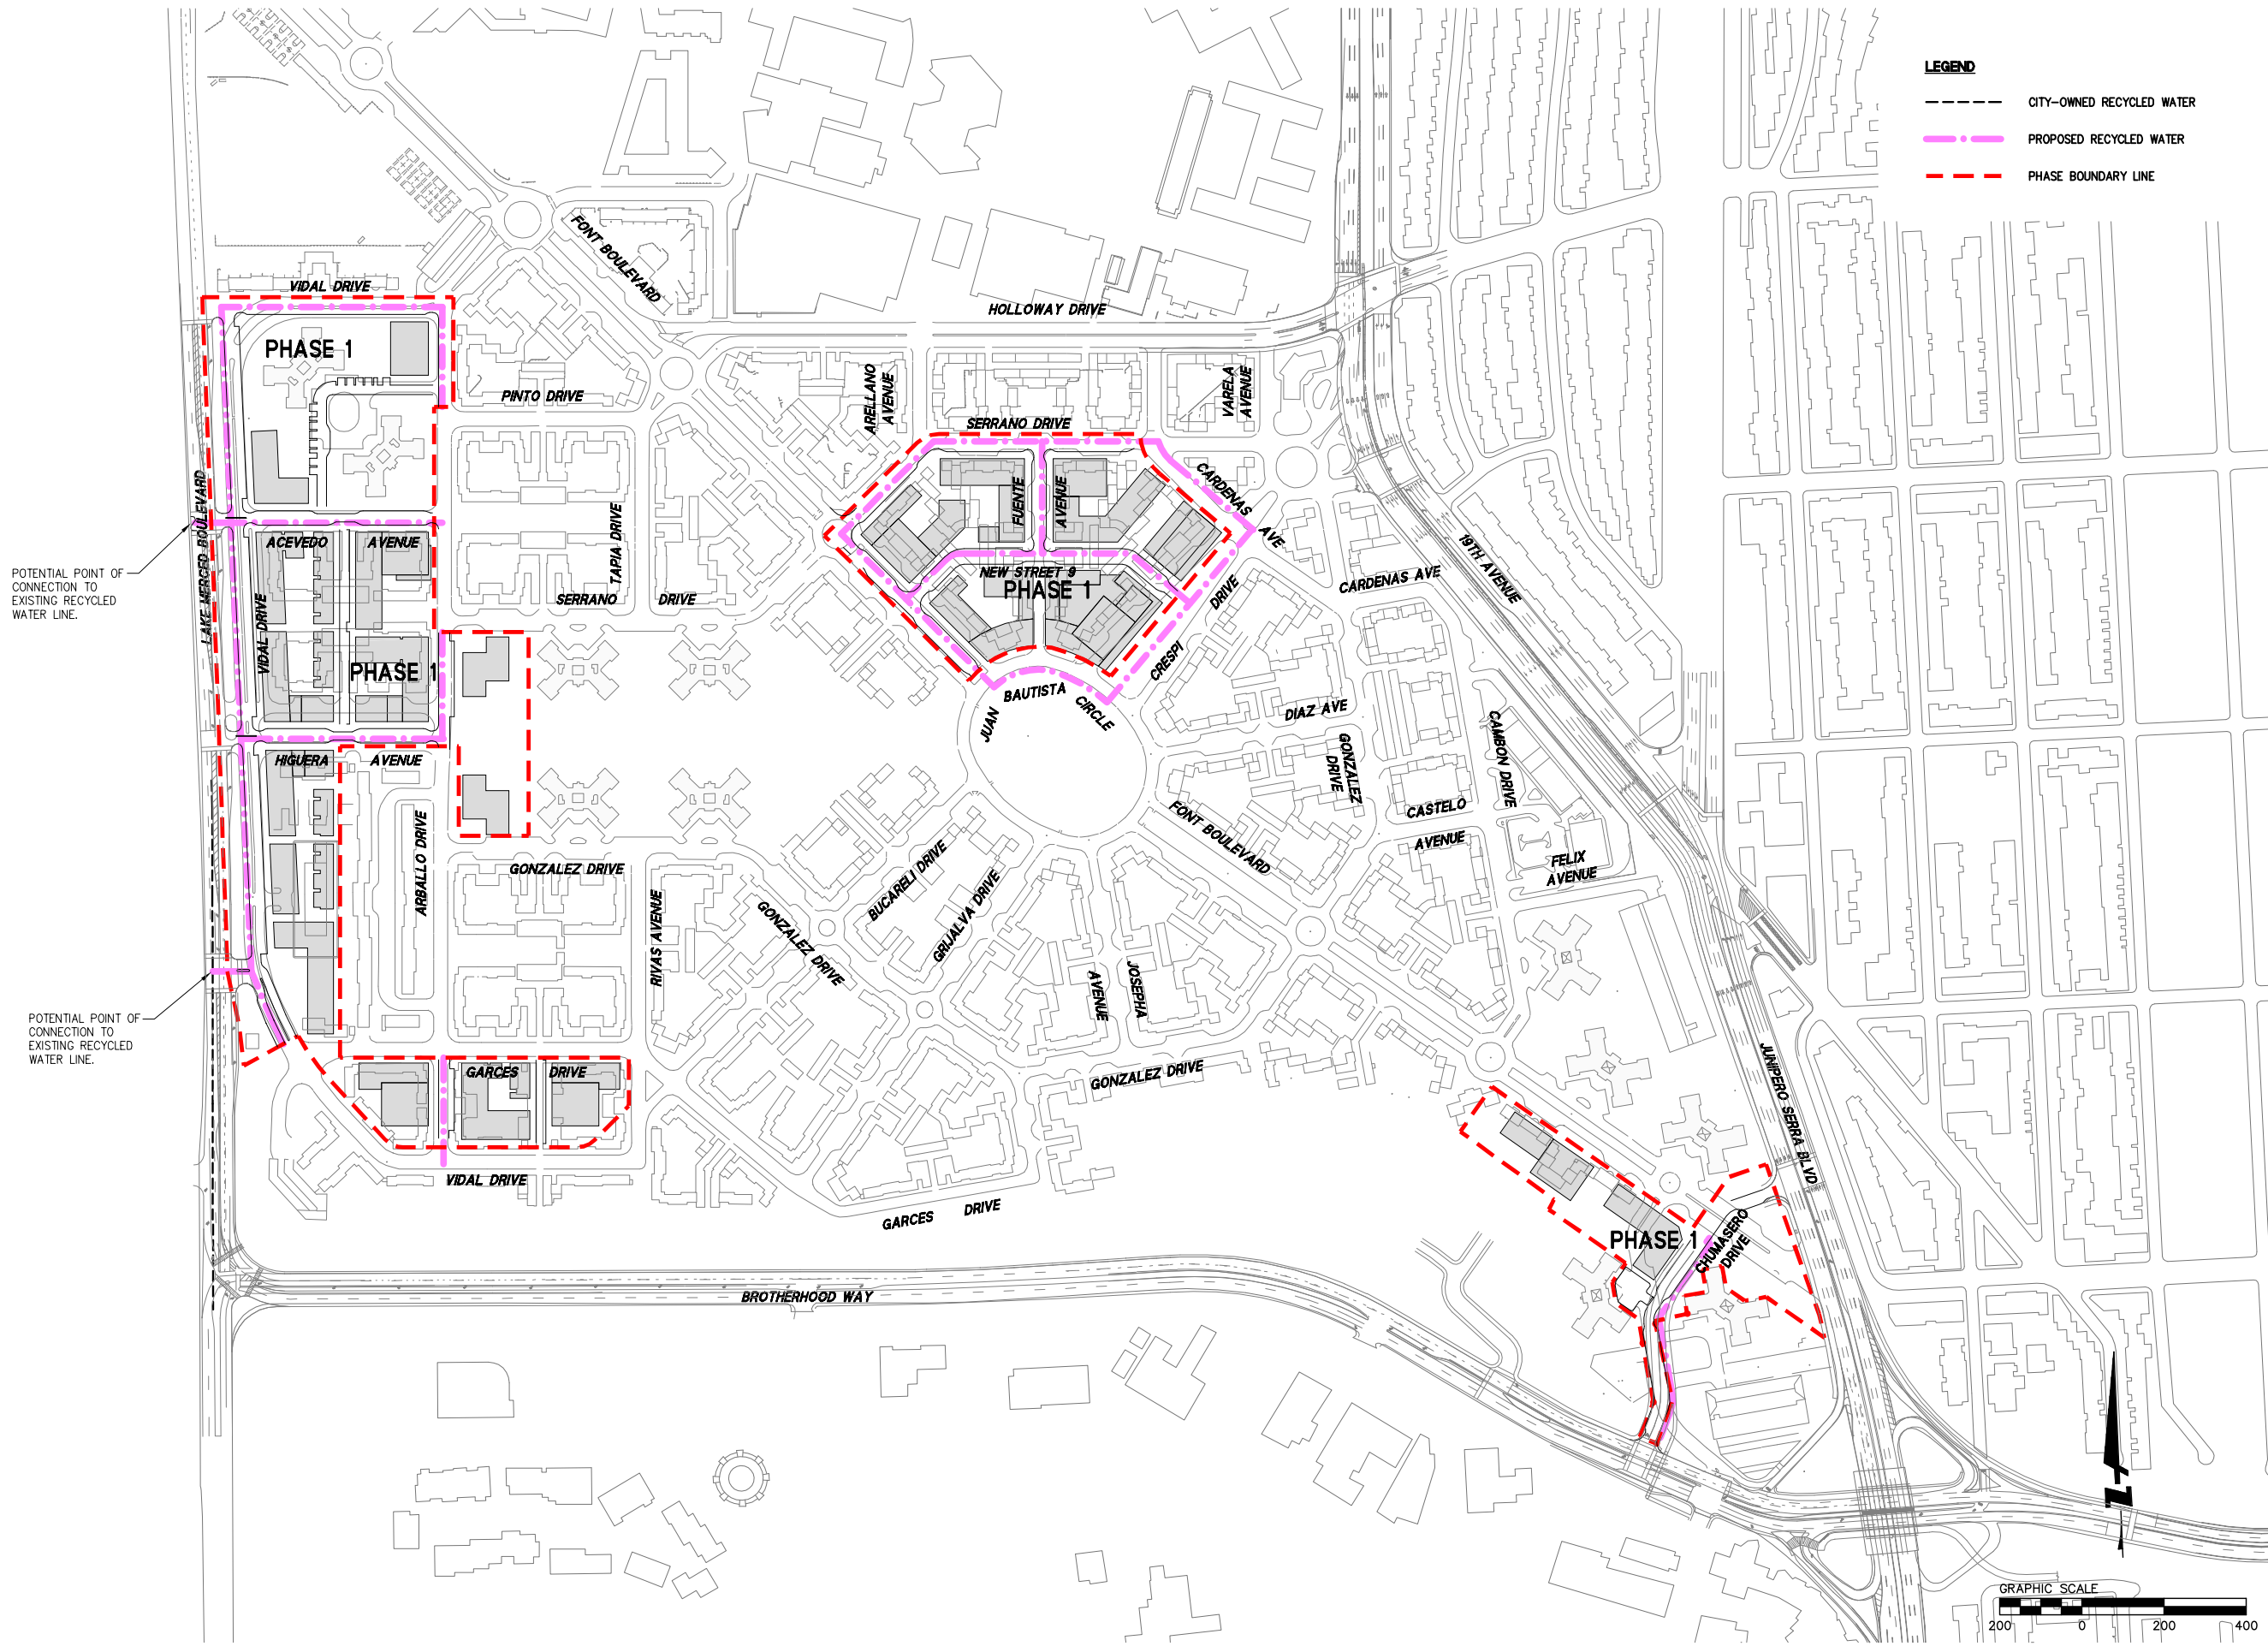 LEGEND
CITY-OWNED RECYCLED WATER
PROPOSED RECYCLED WATER
PHASE BOUNDARY LINE
FONT BOULEVARD
VIDAL DRIVE
HOLLOWAY DRIVE
PHASE 1
PINTO DRIVE
ARELLANO
AVENUE
VARELA
AVENUE
SERRANO DRIVE
LAKE MERCED BOULEVARD
CARDENAS AVE
FUENTE
AVENUE
TAPIA DRIVE
ACEVEDO AVENUE
19TH AVENUE
POTENTIAL POINT OF
CONNECTION TO
EXISTING RECYCLED
WATER LINE.
NEW STREET 9
PHASE 1
CARDENAS AVE
VIDAL DRIVE
SERRANO DRIVE
CRESPI DRIVE
PHASE 1
JUAN BAUTISTA CIRCLE
DIAZ AVE
GONZALEZ
DRIVE
CAMBON DRIVE
HIGUERA AVENUE
ARBALLO DRIVE
FONT BOULEVARD
CASTELO
AVENUE
GONZALEZ DRIVE
BUCARELI DRIVE
GRIJALVA DRIVE
FELIX
AVENUE
RIVAS AVENUE
GONZALEZ DRIVE
JOSEPHA
AVENUE
POTENTIAL POINT OF
CONNECTION TO
EXISTING RECYCLED
WATER LINE.
GARCES DRIVE
GONZALEZ DRIVE
JUNIPERO SERRA BLVD
VIDAL DRIVE
GARCES DRIVE
PHASE 1
CHUMASERO
DRIVE
BROTHERHOOD WAY
Z
GRAPHIC SCALE
200 0 200 400